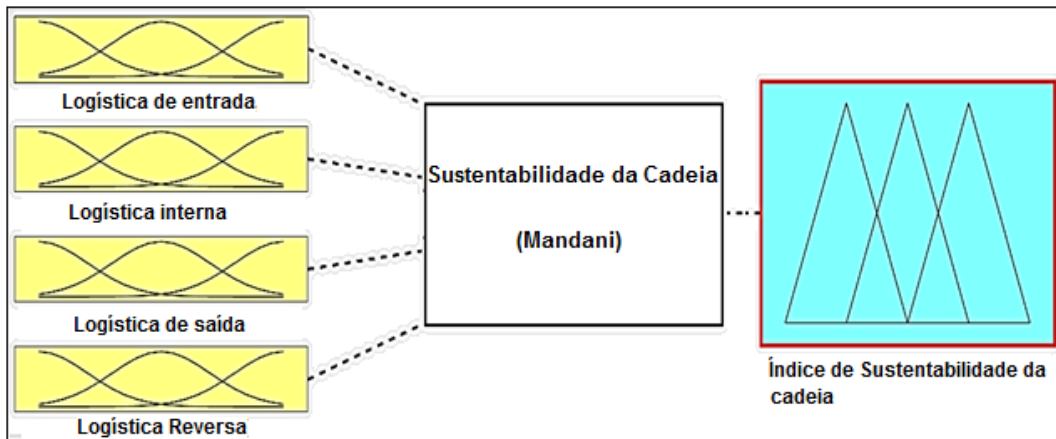 Logística de entrada
Logística interna
Logística de saída
Logística Reversa
Sustentabilidade da Cadeia
(Mandani)
Índice de Sustentabilidade da
cadeia